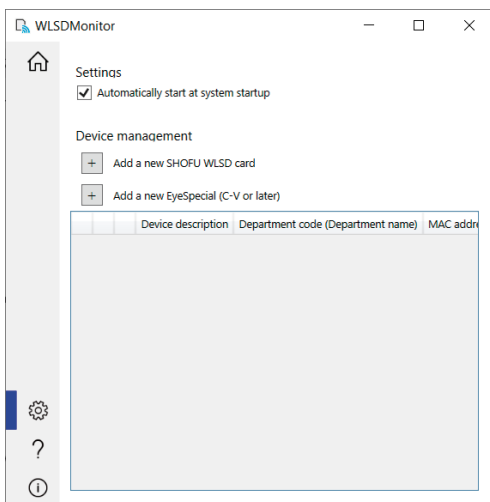 WLSDMonitor
Settings
Automatically start at system startup
Device management
+ Add a new SHOFU WLSD card
+ Add a new EyeSpecial (C-V or later)
Device description Department code (Department name) MAC addre
?